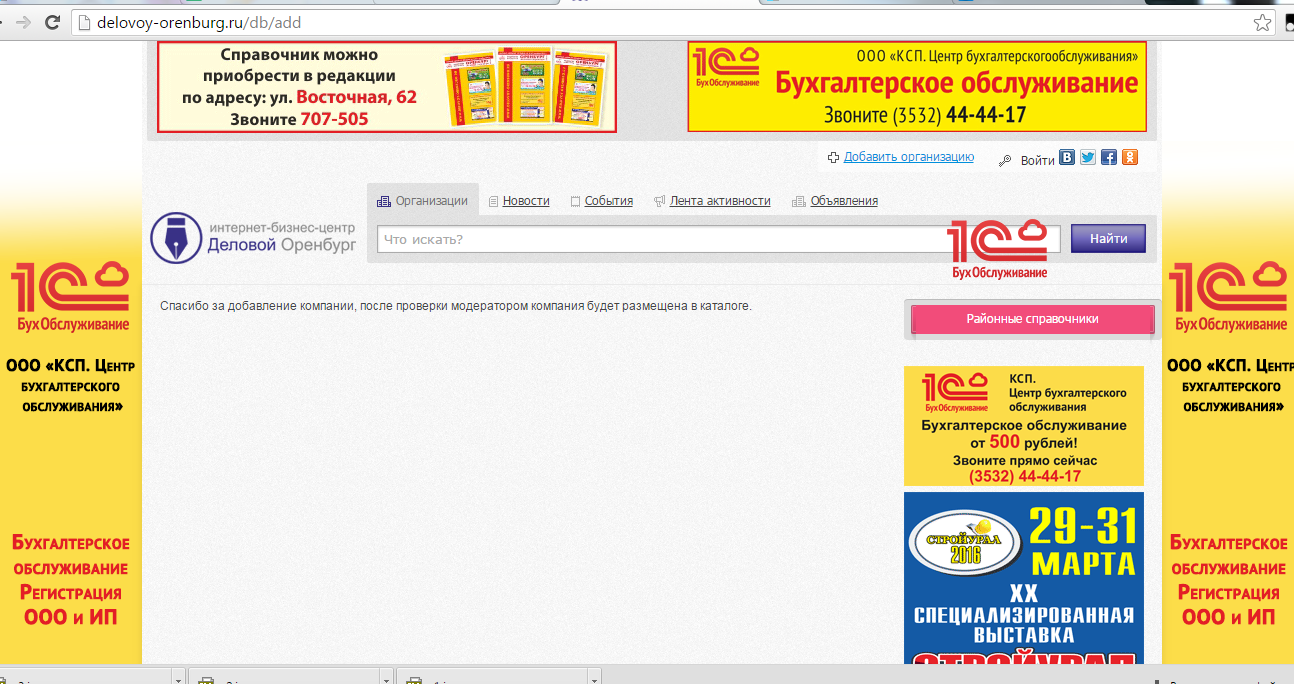 delovoy-orenburg.ru/db/add
Справочник можно
приобрести в редакции
по адресу: ул. Восточная, 62
Звоните 707-505
1С
БухОбслуживание
ООО «КСП. Центр бухгалтерскогообслуживания»
Бухгалтерское обслуживание
Звоните (3532) 44-44-17
Добавить организацию
Войти
Организации
Новости
События
Лента активности
Объявления
интернет-бизнес-центр
Деловой Оренбург
Что искать?
1С
БухОбслуживание
Найти
Спасибо за добавление компании, после проверки модератором компания будет размещена в каталоге.
Районные справочники
1С
БухОбслуживание
КСП.
Центр бухгалтерского
обслуживания
Бухгалтерское обслуживание
от 500 рублей!
Звоните прямо сейчас
(3532) 44-44-17
СТРОЙУРАЛ
2016
29-31
МАРТА
XX
СПЕЦИАЛИЗИРОВАННАЯ
ВЫСТАВКА
СТРОЙУРАЛ
1С
БухОбслуживание
ООО «КСП. Центр
бухгалтерского
обслуживания»
Бухгалтерское
обслуживание
Регистрация
ООО и ИП
1С
БухОбслуживание
ООО «КСП. Центр
бухгалтерского
обслуживания»
Бухгалтерское
обслуживание
Регистрация
ООО и ИП